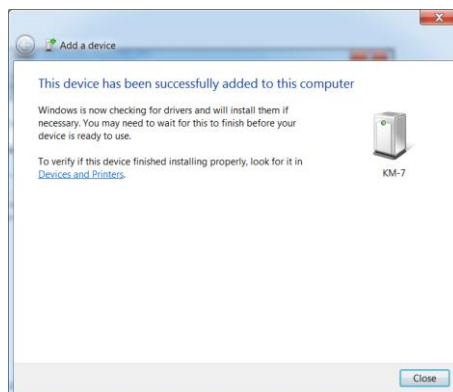 Add a device
This device has been successfully added to this computer
Windows is now checking for drivers and will install them if
necessary. You may need to wait for this to finish before your
device is ready to use.
To verify if this device finished installing properly, look for it in
Devices and Printers.
KM-7
Close